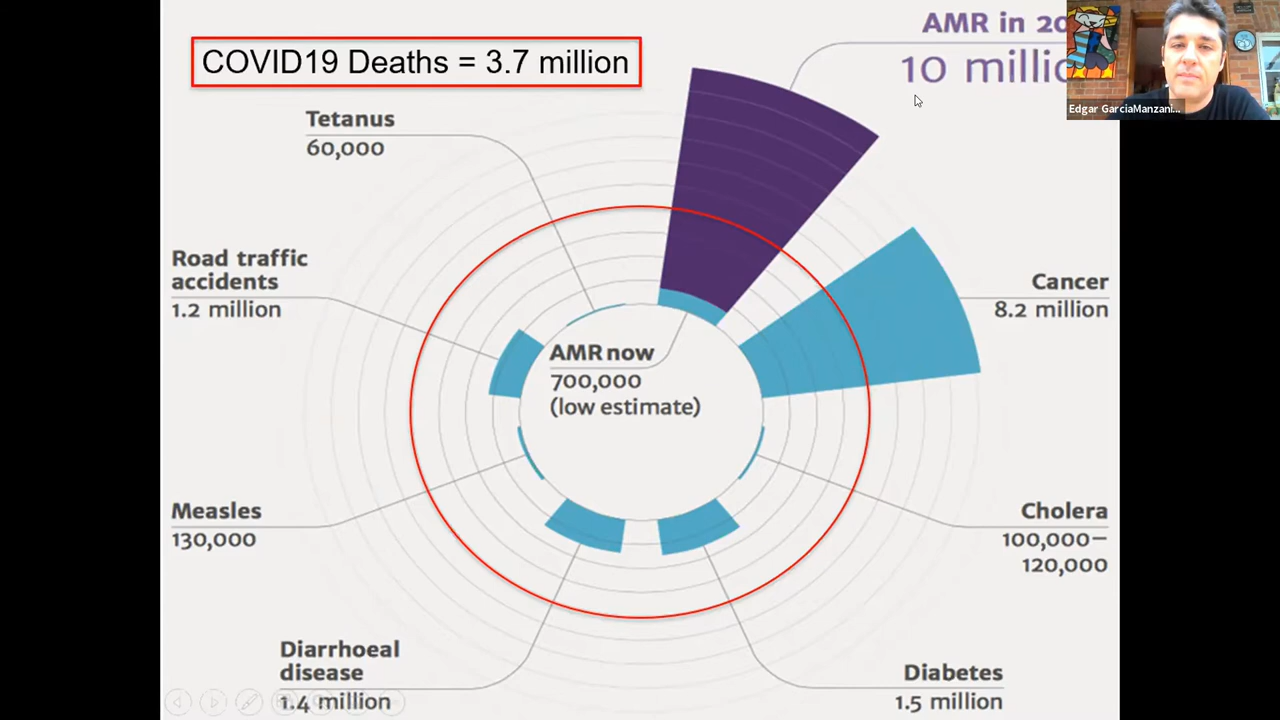 COVID19 Deaths = 3.7 million
AMR in 20
10 millio
Edgar GarciaManzani...
Tetanus
60,000
Road traffic
accidents
1.2 million
Cancer
8.2 million
AMR now
700,000
(low estimate)
Measles
130,000
Cholera
100,000–
120,000
Diarrhoeal
disease
1.4 million
Diabetes
1.5 million